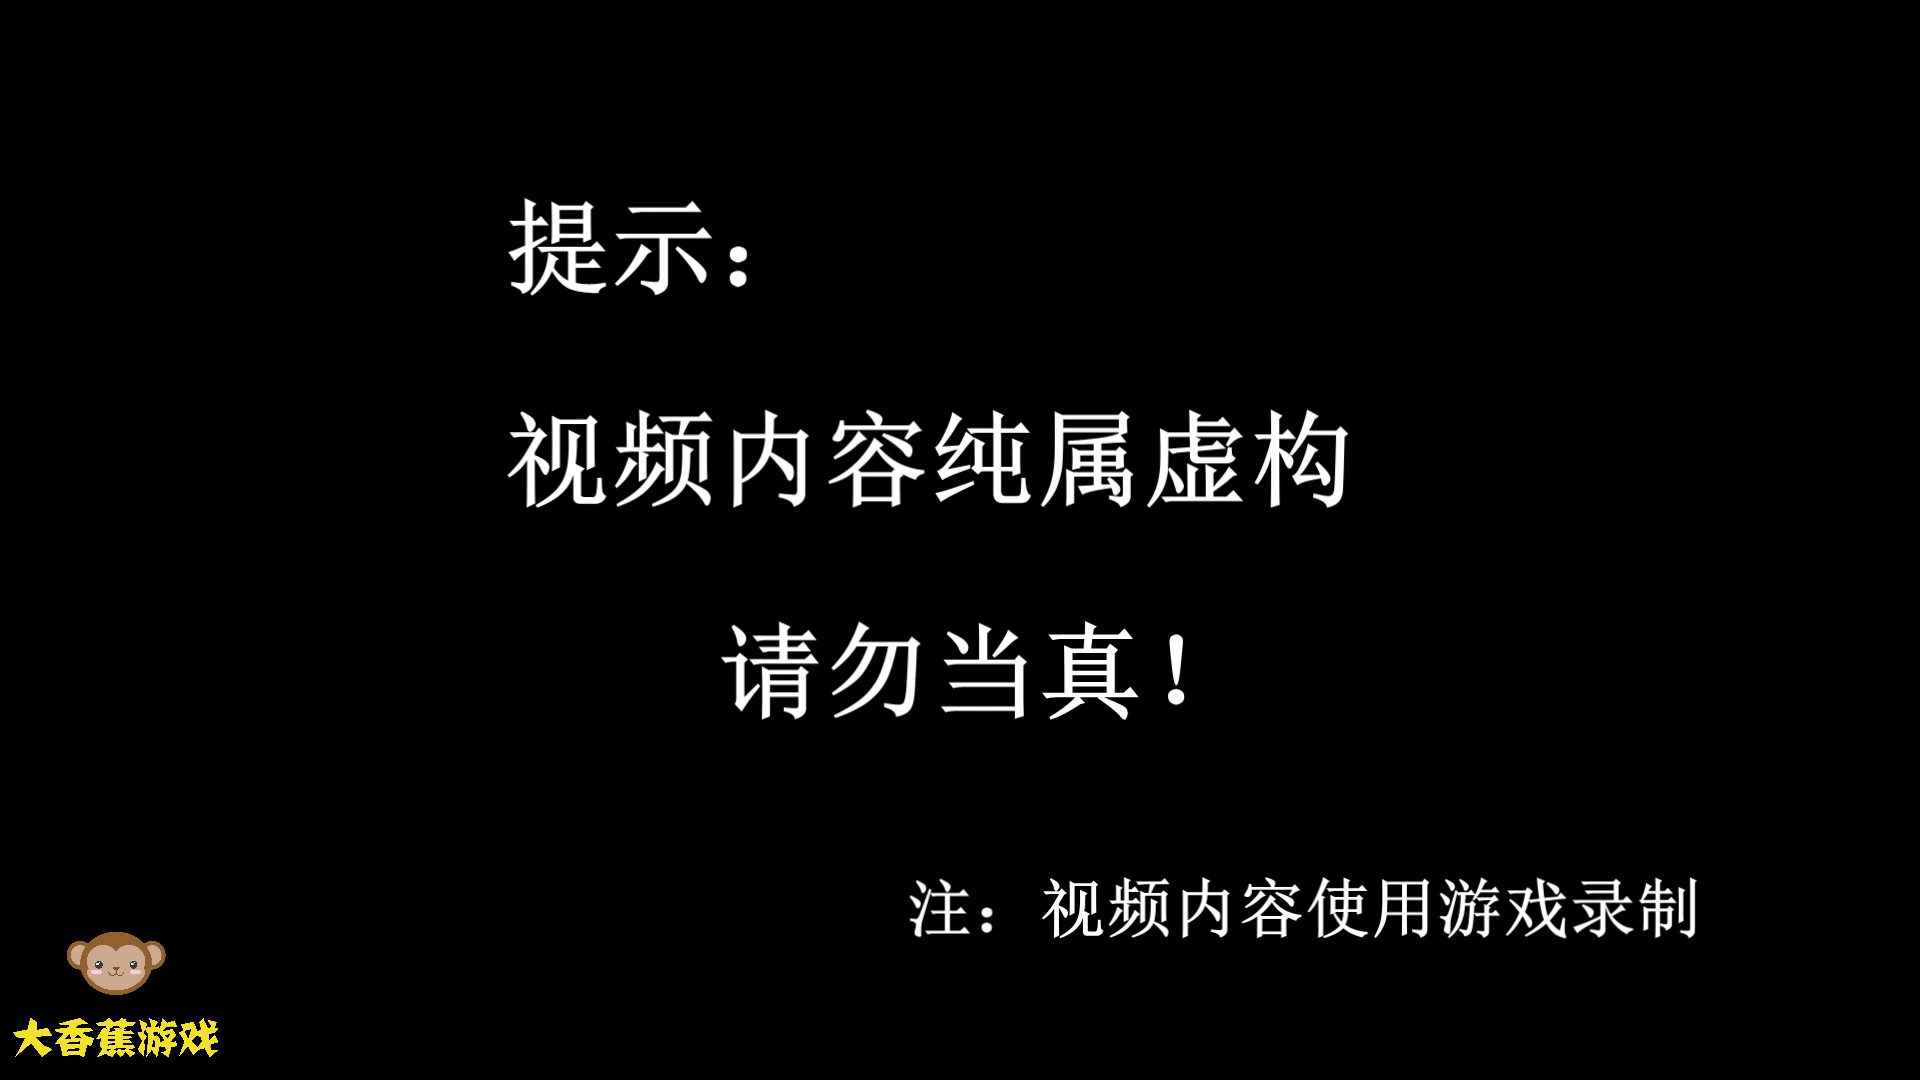 提示：
视频内容纯属虚构
请勿当真！
注：视频内容使用游戏录制
大香蕉游戏